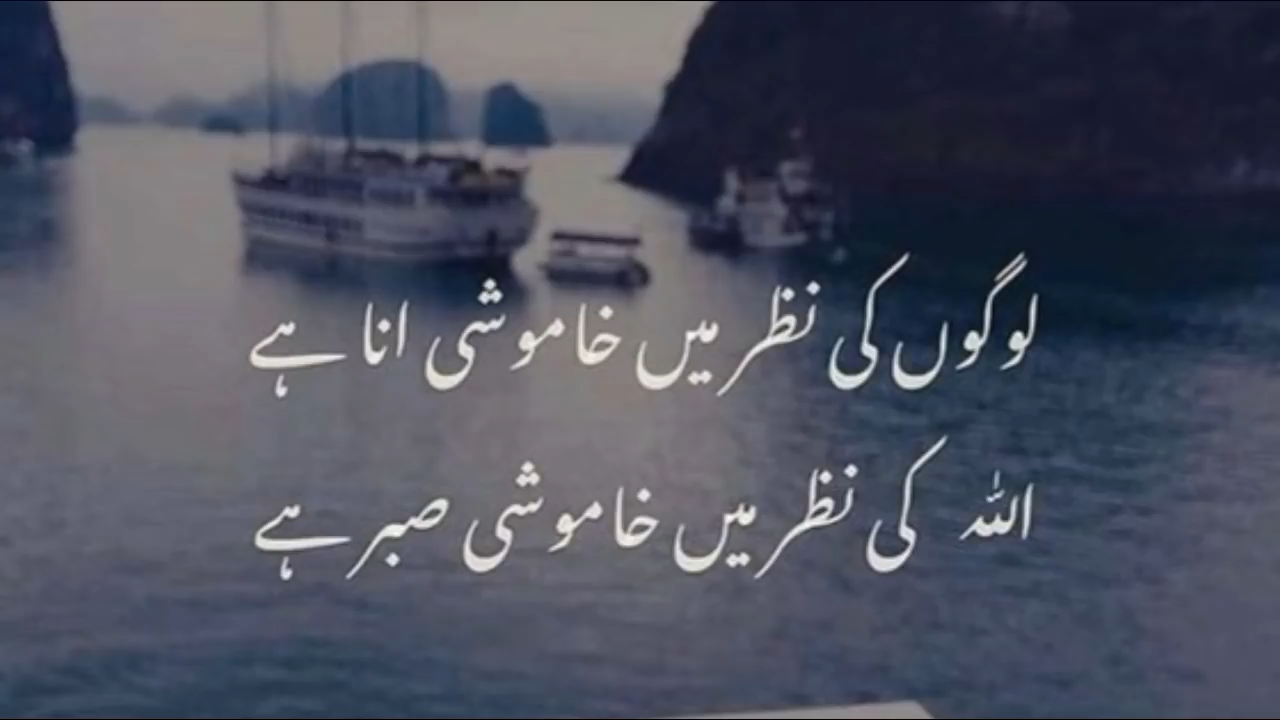 لوگوں کی نظر میں خاموشی انا ہے
اللہ کی نظر میں خاموشی صبر ہے